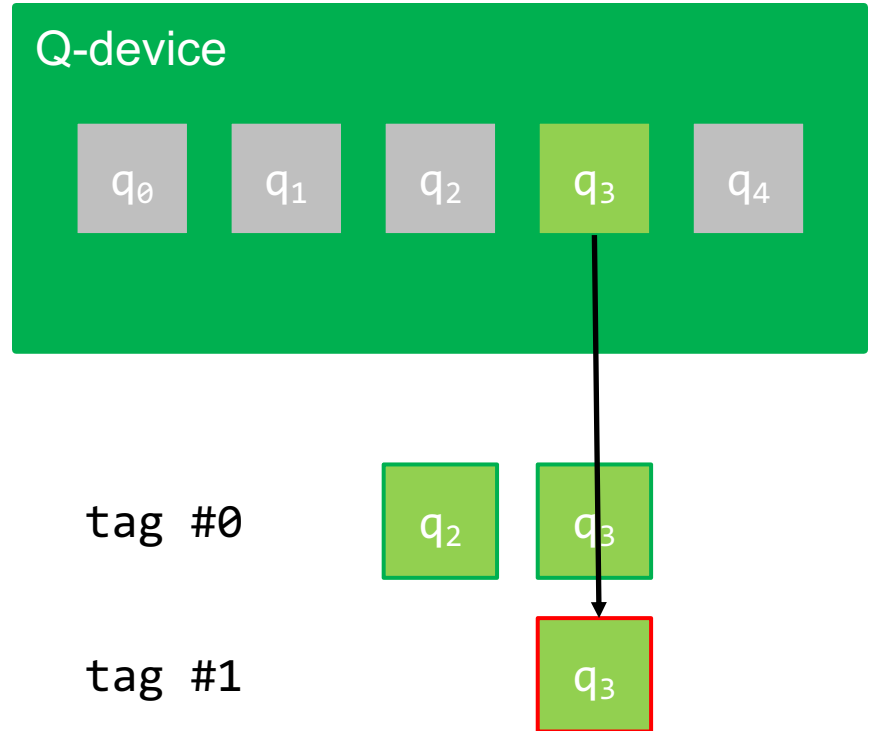 Q-device
q₀ q₁ q₂ q₃ q₄
tag #0 q₂ q₃
tag #1 q₃